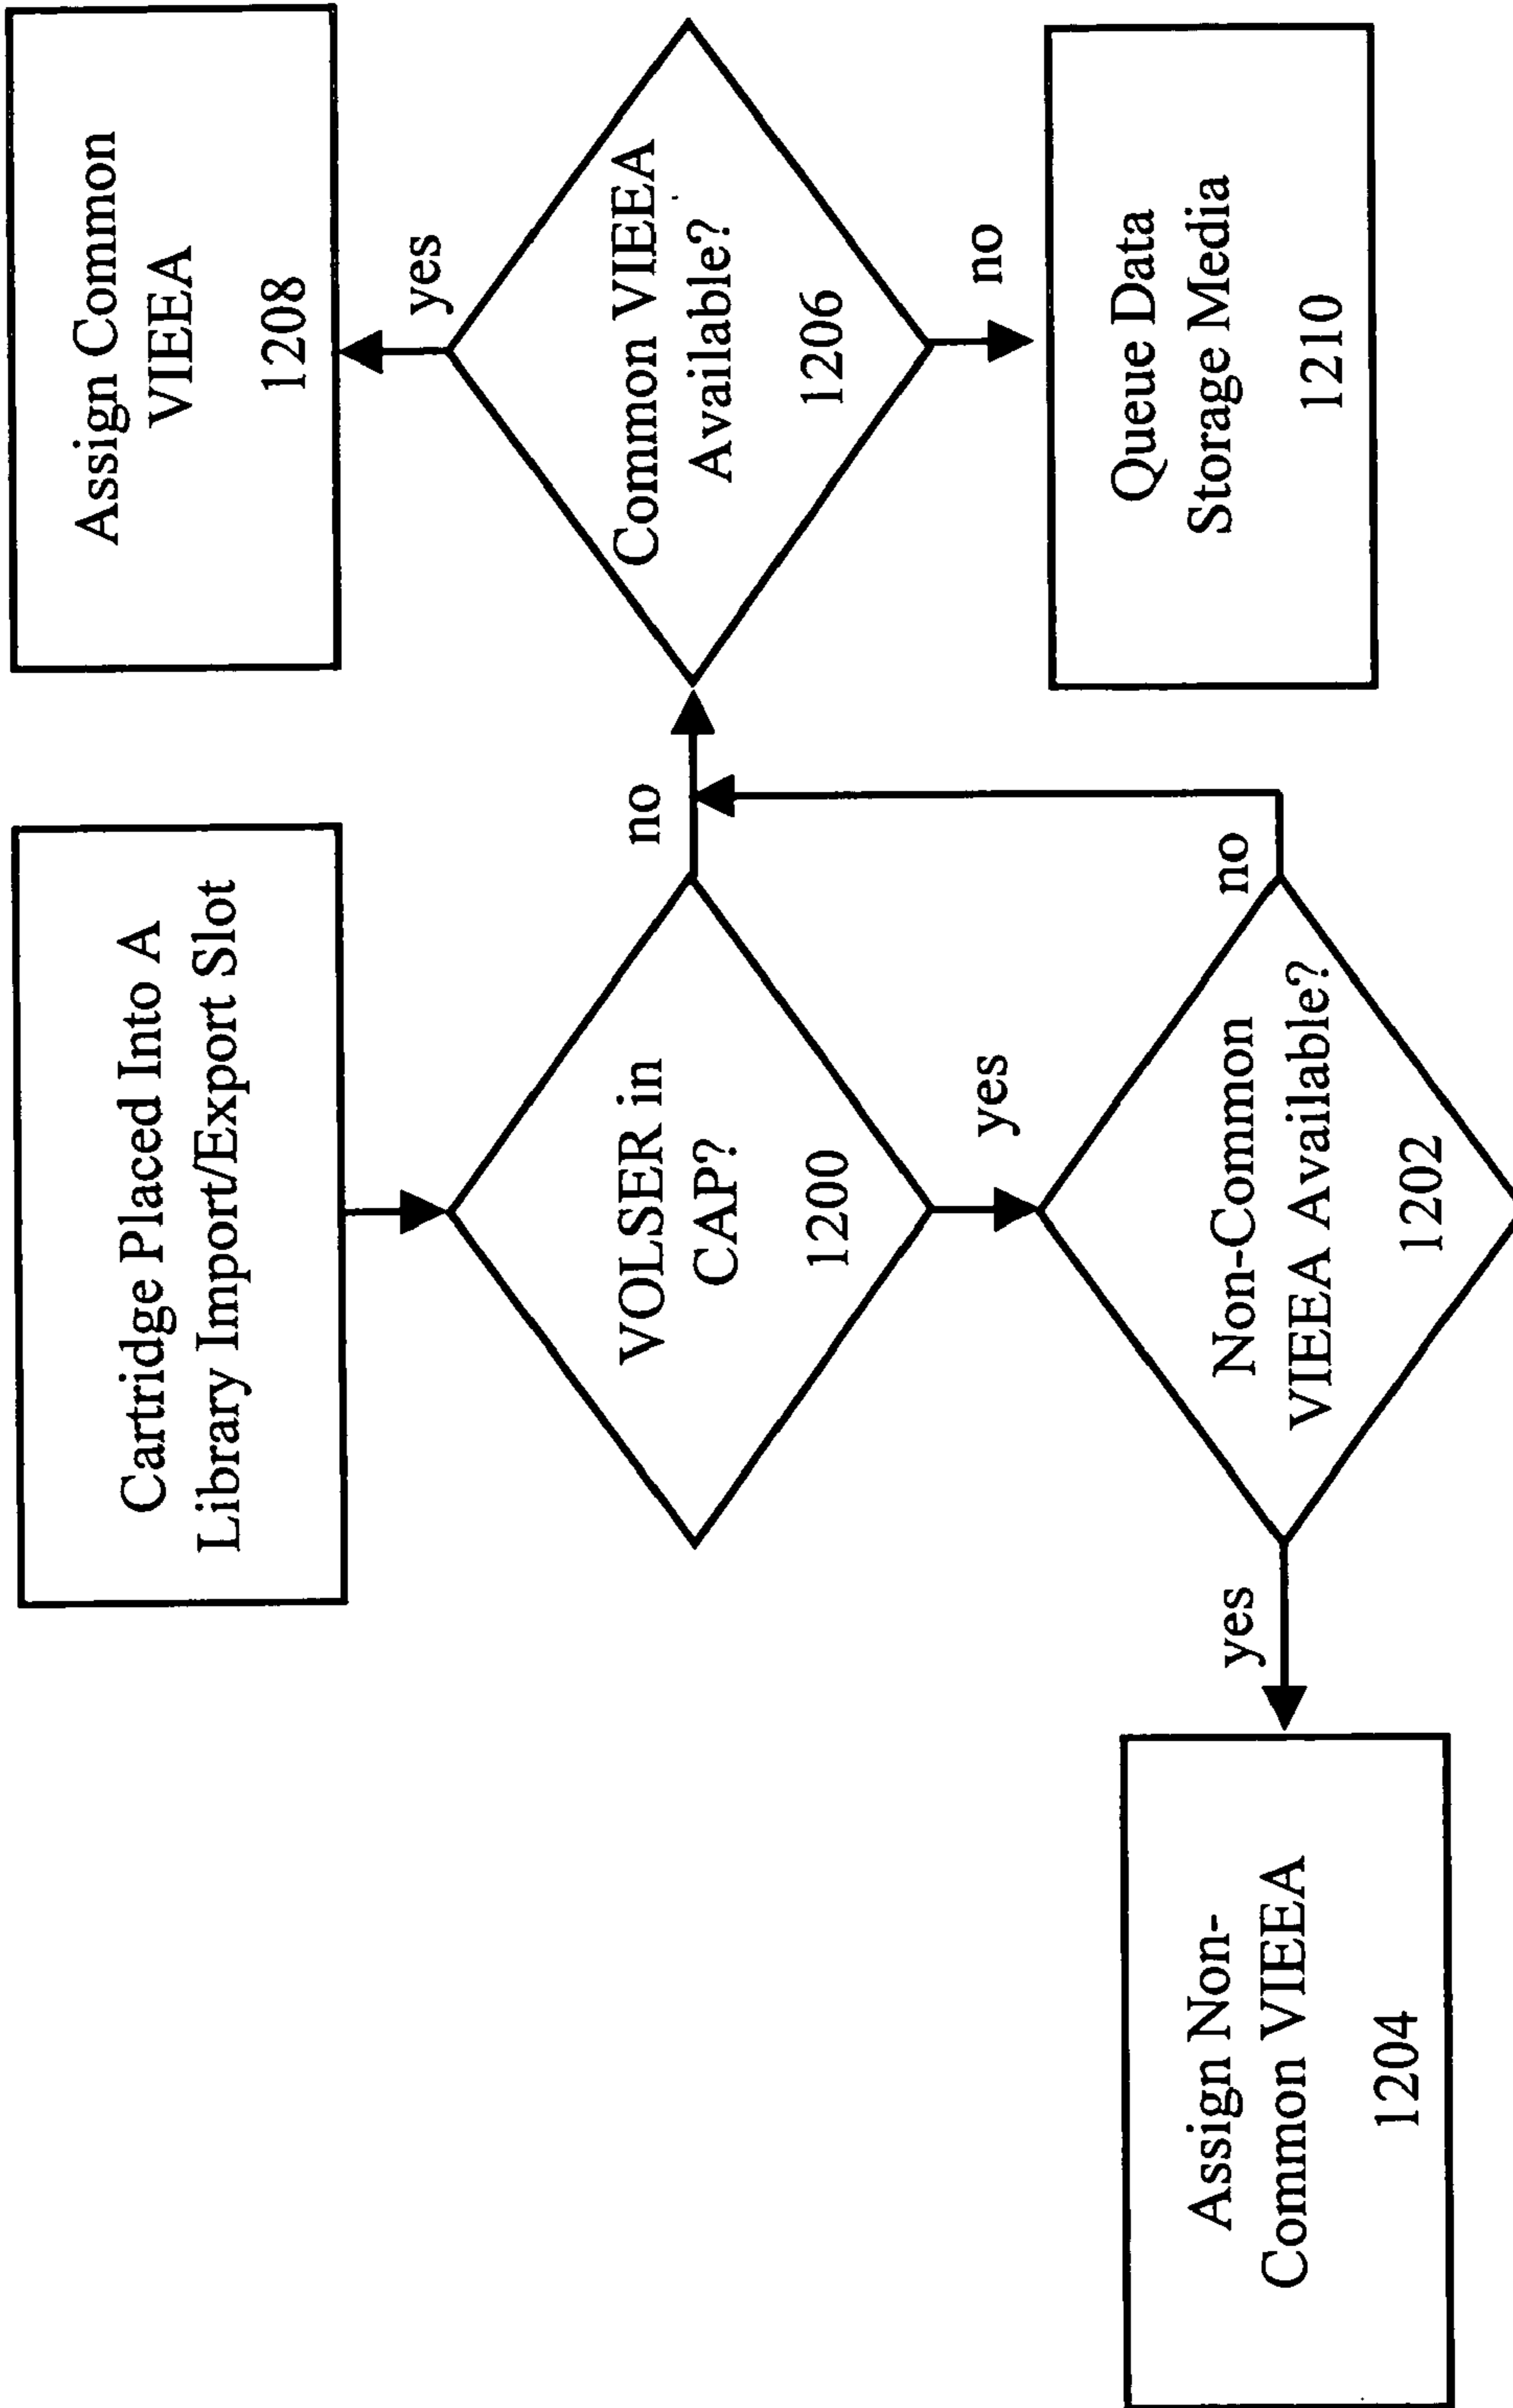 Cartridge Placed Into A
Library Import/Export Slot
VOLSER in
CAP?
1200
no
yes
Non-Common
VIEEA Available?
1202
no
yes
Assign Non-
Common VIEEA
1204
Common VIEEA
Available?
1206
yes
no
Assign Common
VIEEA
1208
Queue Data
Storage Media
1210